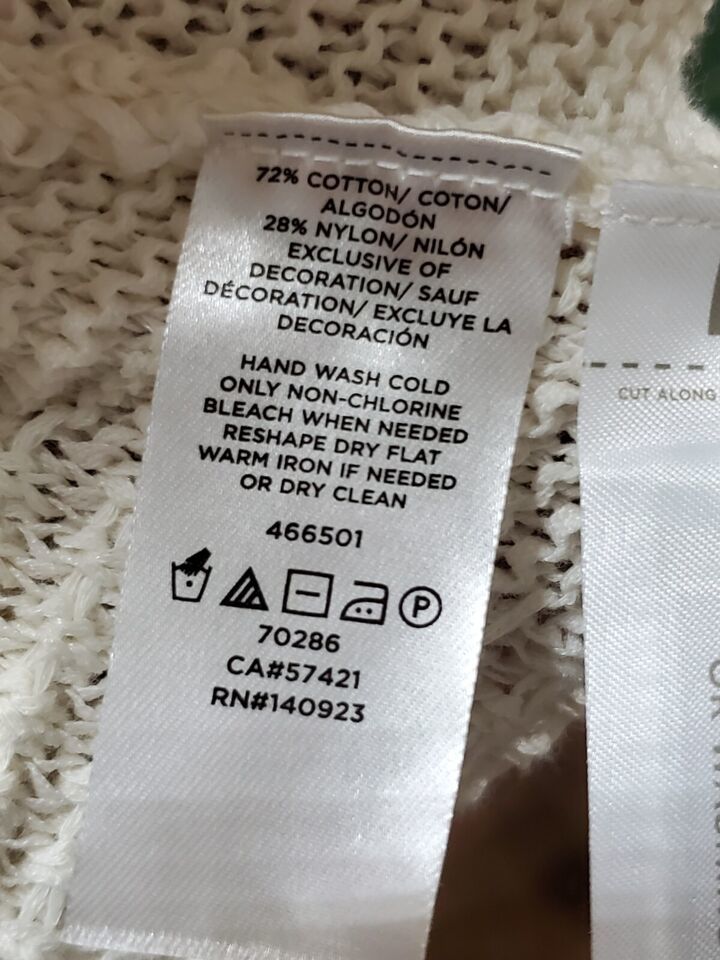 72% COTTON/ COTON/
ALGODÓN
28% NYLON/ NILÓN
EXCLUSIVE OF
DECORATION/ SAUF
DÉCORATION/ EXCLUYE LA
DECORACIÓN
HAND WASH COLD
ONLY NON-CHLORINE
BLEACH WHEN NEEDED
RESHAPE DRY FLAT
WARM IRON IF NEEDED
OR DRY CLEAN
466501
P
70286
CA#57421
RN#140923
CUT ALONG